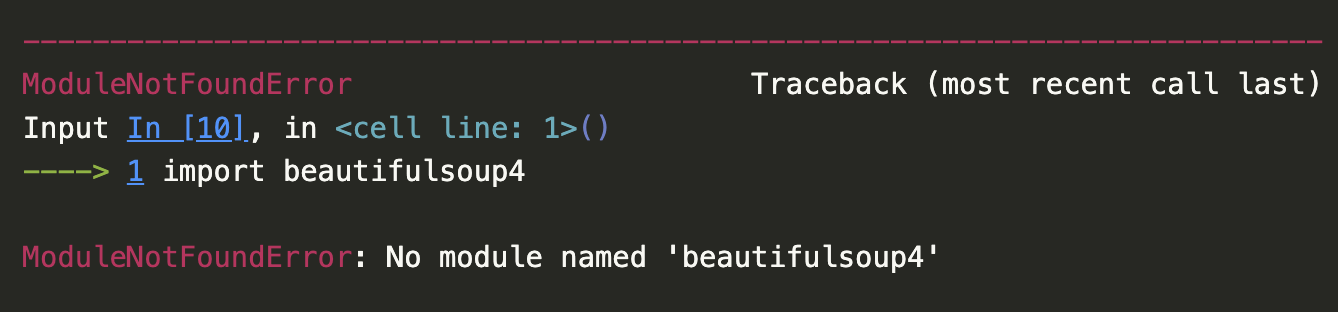 ---------------------------------------------------------------------------
ModuleNotFoundError                       Traceback (most recent call last)
Input In [10], in <cell line: 1>()
----> 1 import beautifulsoup4
ModuleNotFoundError: No module named 'beautifulsoup4'